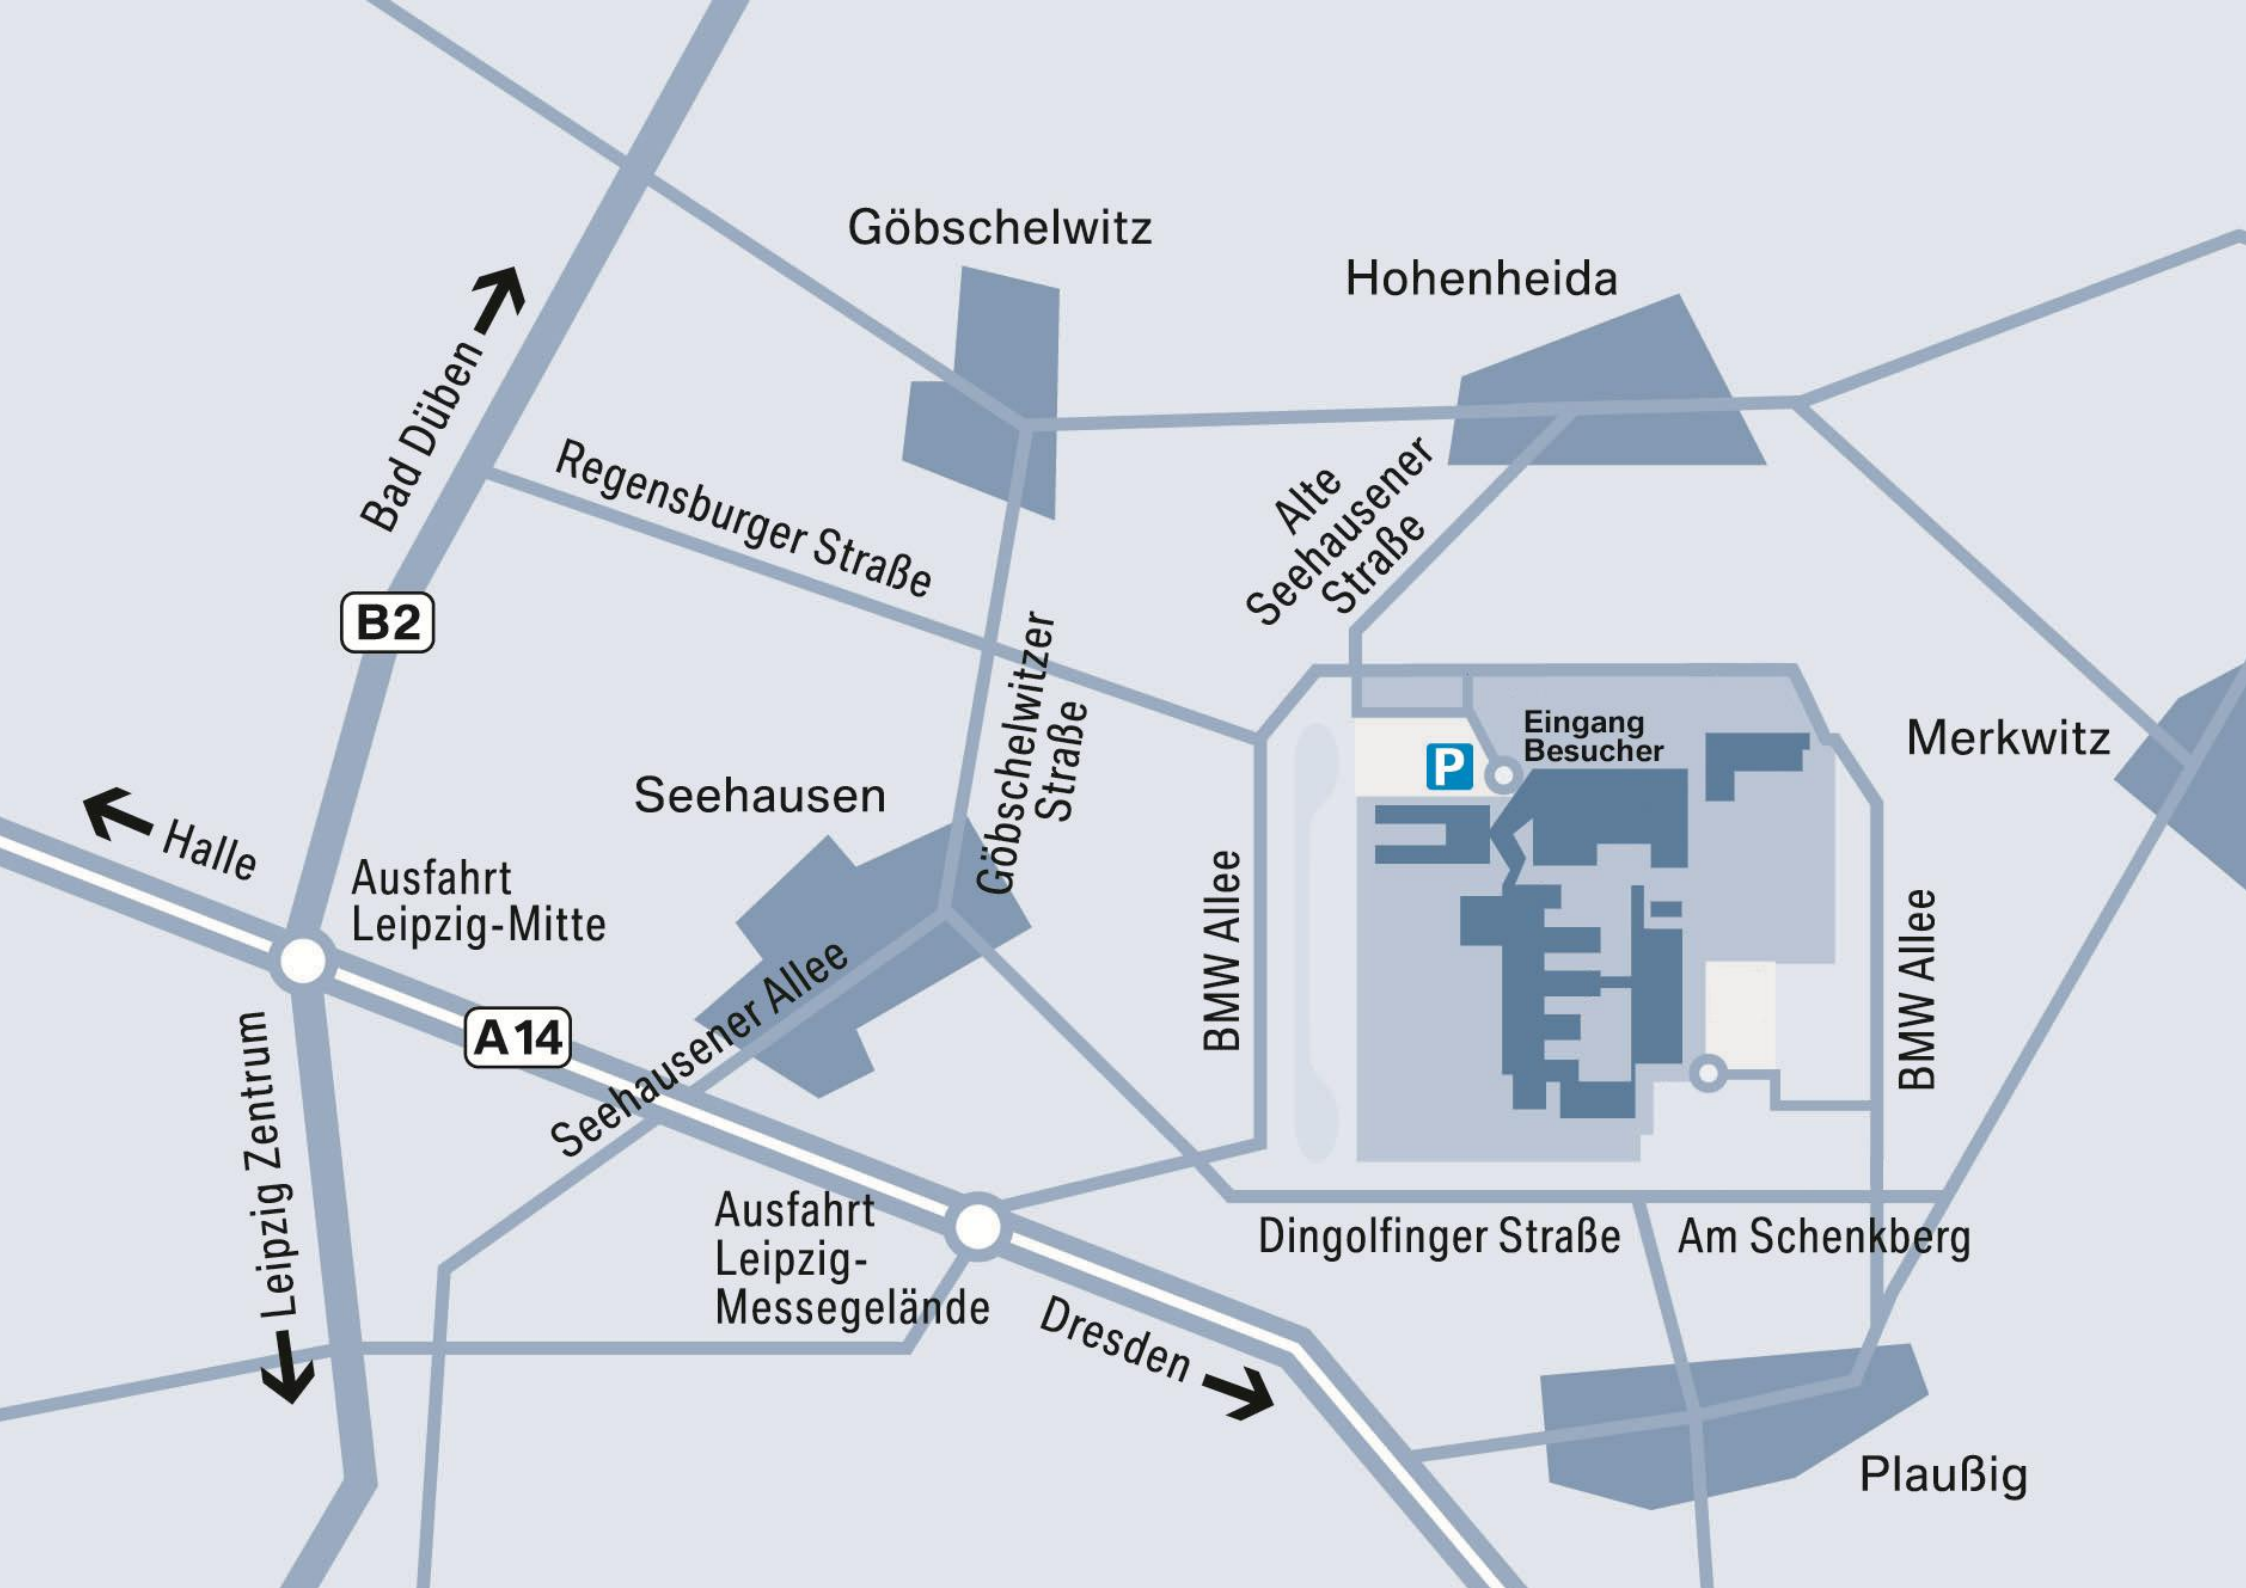 Göbschelwitz
Hohenheida
Bad Düben
Regensburger Straße
Alte
Seehausener
Straße
B2
Göbschelwitzer
Straße
Eingang
Besucher
P
Merkwitz
Seehausen
Halle
Ausfahrt
Leipzig-Mitte
BMW Allee
BMW Allee
Seehausener Allee
A14
Leipzig Zentrum
Ausfahrt
Leipzig-
Messegelände
Dingolfinger Straße
Am Schenkberg
Dresden
Plaußig